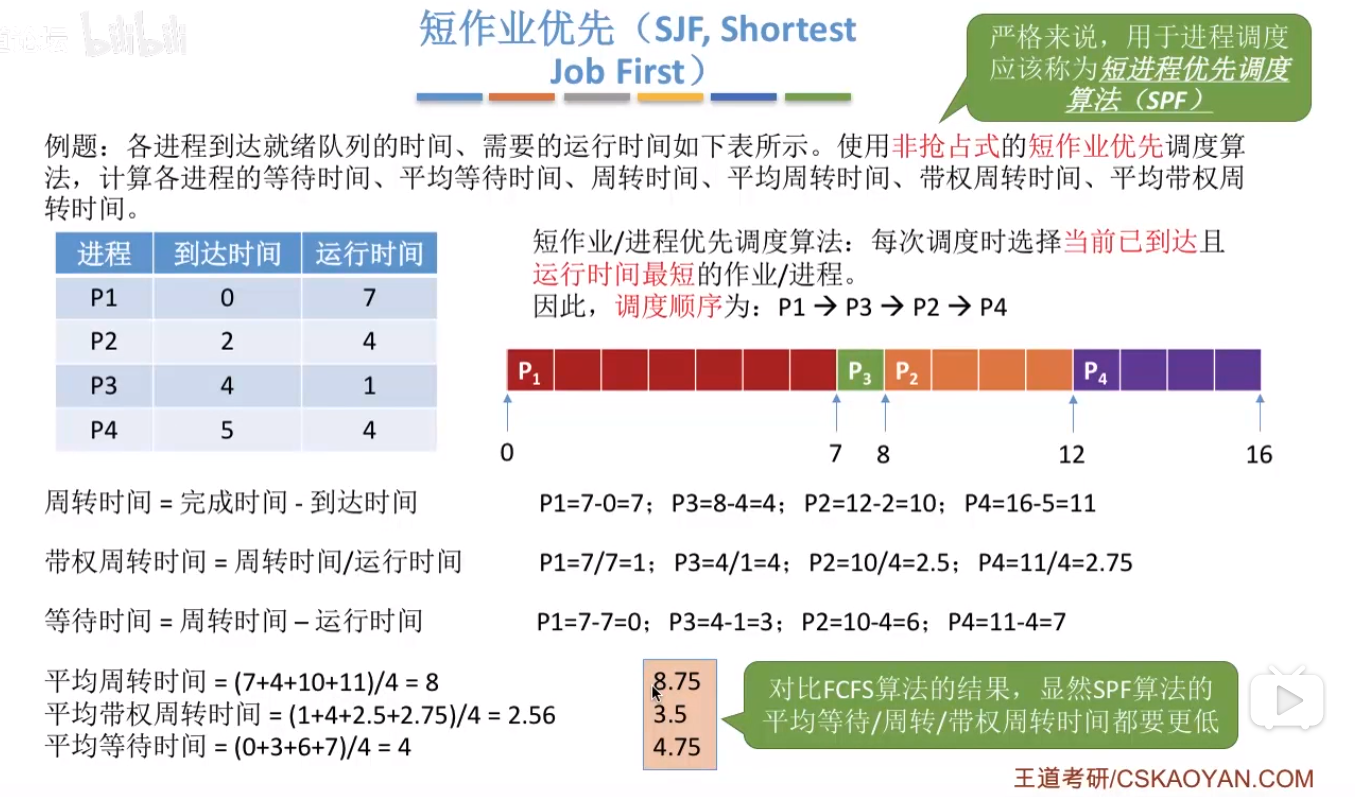 bilibili
短作业优先（SJF, Shortest
Job First）
严格来说，用于进程调度
应该称为短进程优先调度
算法（SPF）
例题：各进程到达就绪队列的时间、需要的运行时间如下表所示。使用非抢占式的短作业优先调度算
法，计算各进程的等待时间、平均等待时间、周转时间、平均周转时间、带权周转时间、平均带权周
转时间。
进程 到达时间 运行时间
P1 0 7
P2 2 4
P3 4 1
P4 5 4
短作业/进程优先调度算法：每次调度时选择当前已到达且
运行时间最短的作业/进程。
因此，调度顺序为：P1 → P3 → P2 → P4
P1 P3 P2 P4
0 7 8 12 16
周转时间 = 完成时间 - 到达时间 P1=7-0=7；P3=8-4=4；P2=12-2=10；P4=16-5=11
带权周转时间 = 周转时间/运行时间 P1=7/7=1；P3=4/1=4；P2=10/4=2.5；P4=11/4=2.75
等待时间 = 周转时间 – 运行时间 P1=7-7=0；P3=4-1=3；P2=10-4=6；P4=11-4=7
平均周转时间 = (7+4+10+11)/4 = 8 8.75
平均带权周转时间 = (1+4+2.5+2.75)/4 = 2.56 3.5
平均等待时间 = (0+3+6+7)/4 = 4 4.75
对比FCFS算法的结果，显然SPF算法的
平均等待/周转/带权周转时间都要更低
王道考研/CSKAOYAN.COM